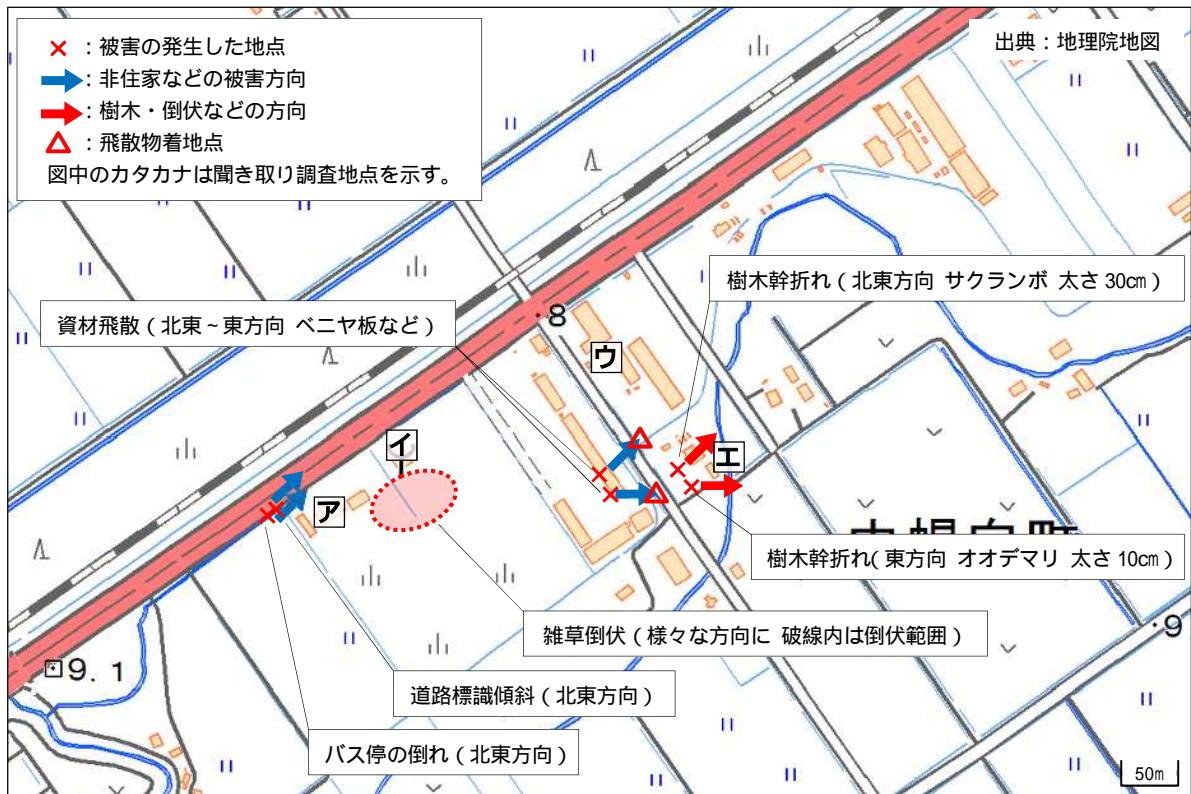 ×：被害の発生した地点
：非住家などの被害方向
：樹木・倒伏などの方向
△：飛散物着地点
図中のカタカナは聞き取り調査地点を示す。
出典：地理院地図
樹木幹折れ（北東方向 サクランボ 太さ30㎝）
資材飛散（北東～東方向 ベニヤ板など）
8
ウ
イ
エ
ア
樹木幹折れ（東方向 オオデマリ 太さ10㎝）
雑草倒伏（様々な方向に 破線内は倒伏範囲）
9
9.1
道路標識傾斜（北東方向）
バス停の倒れ（北東方向）
50m